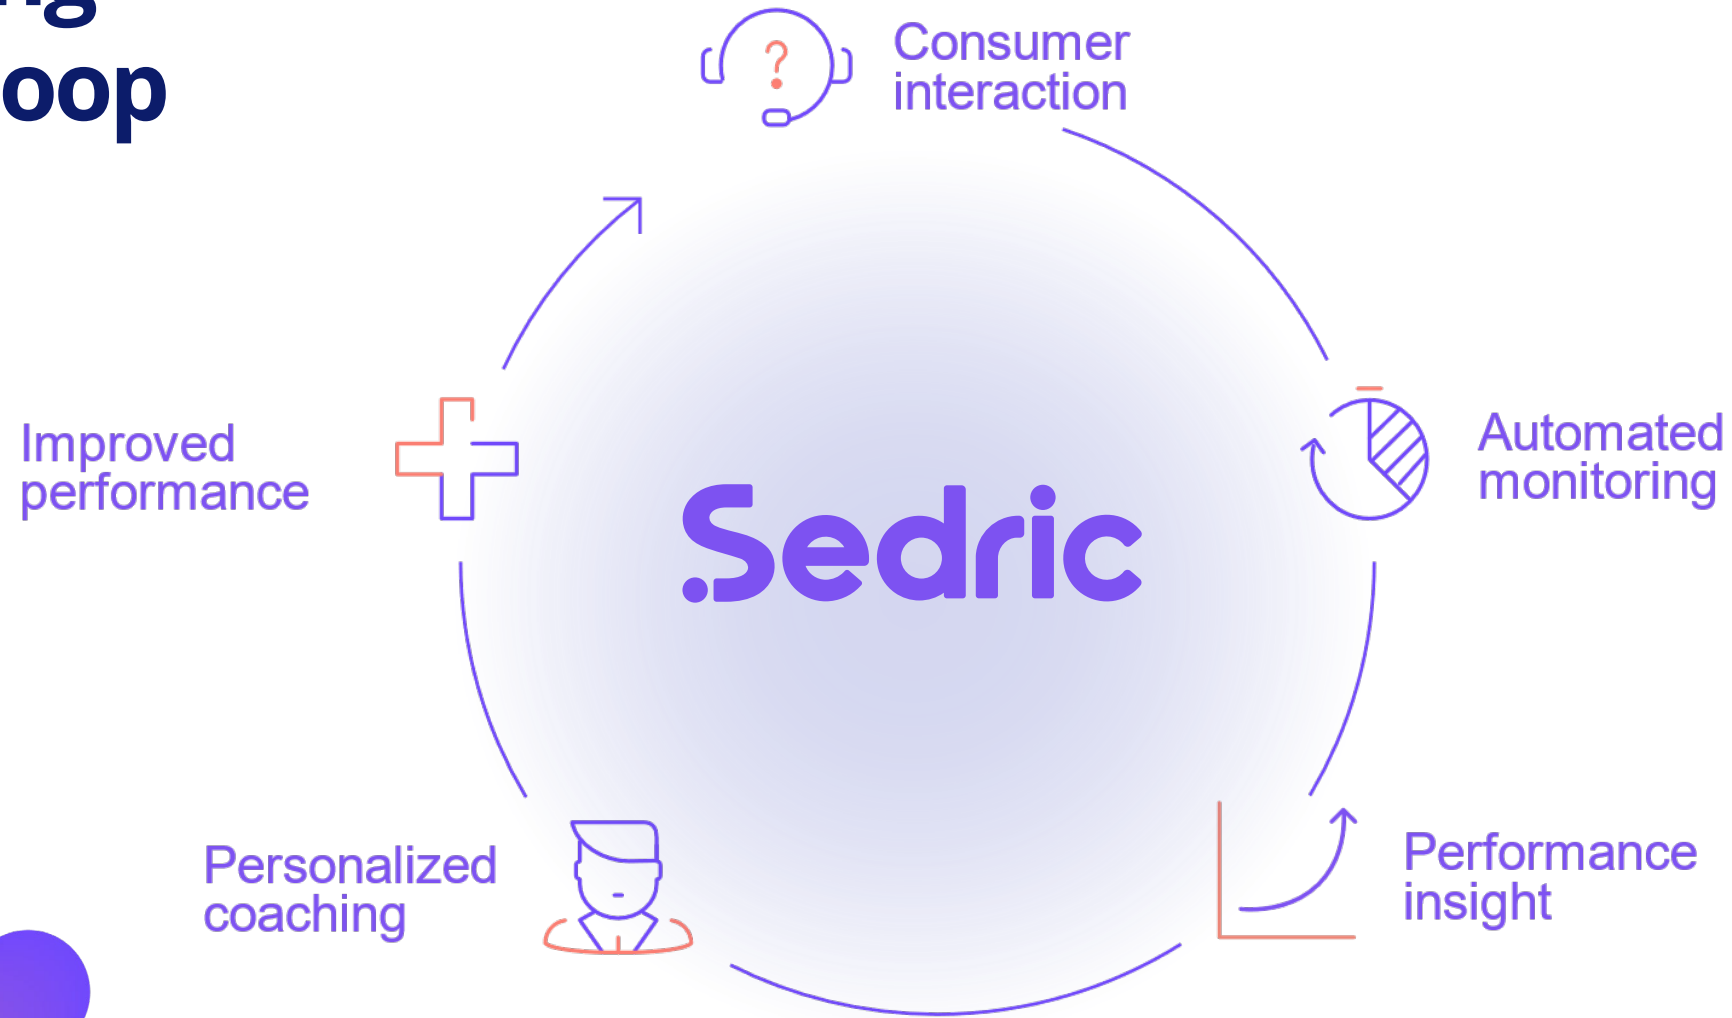 oop
Consumer
interaction
Automated
monitoring
Performance
insight
Personalized
coaching
Improved
performance
Sedric